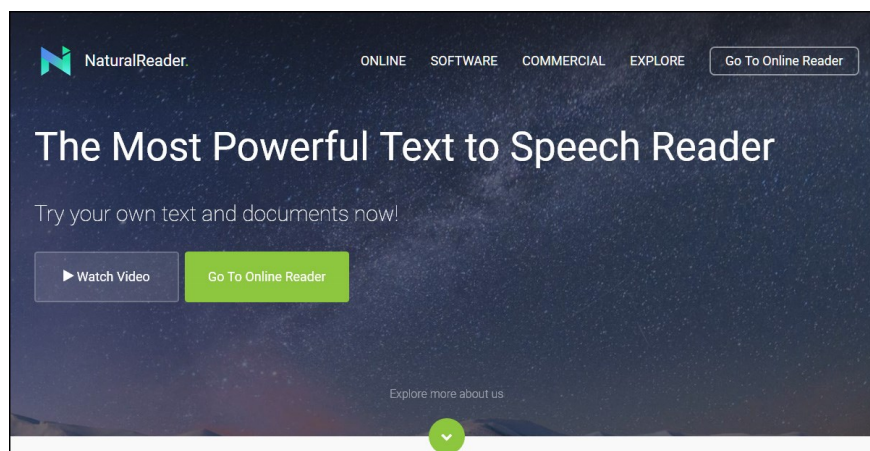 NaturalReader.
ONLINE SOFTWARE COMMERCIAL EXPLORE Go To Online Reader
The Most Powerful Text to Speech Reader
Try your own text and documents now!
Watch Video Go To Online Reader
Explore more about us